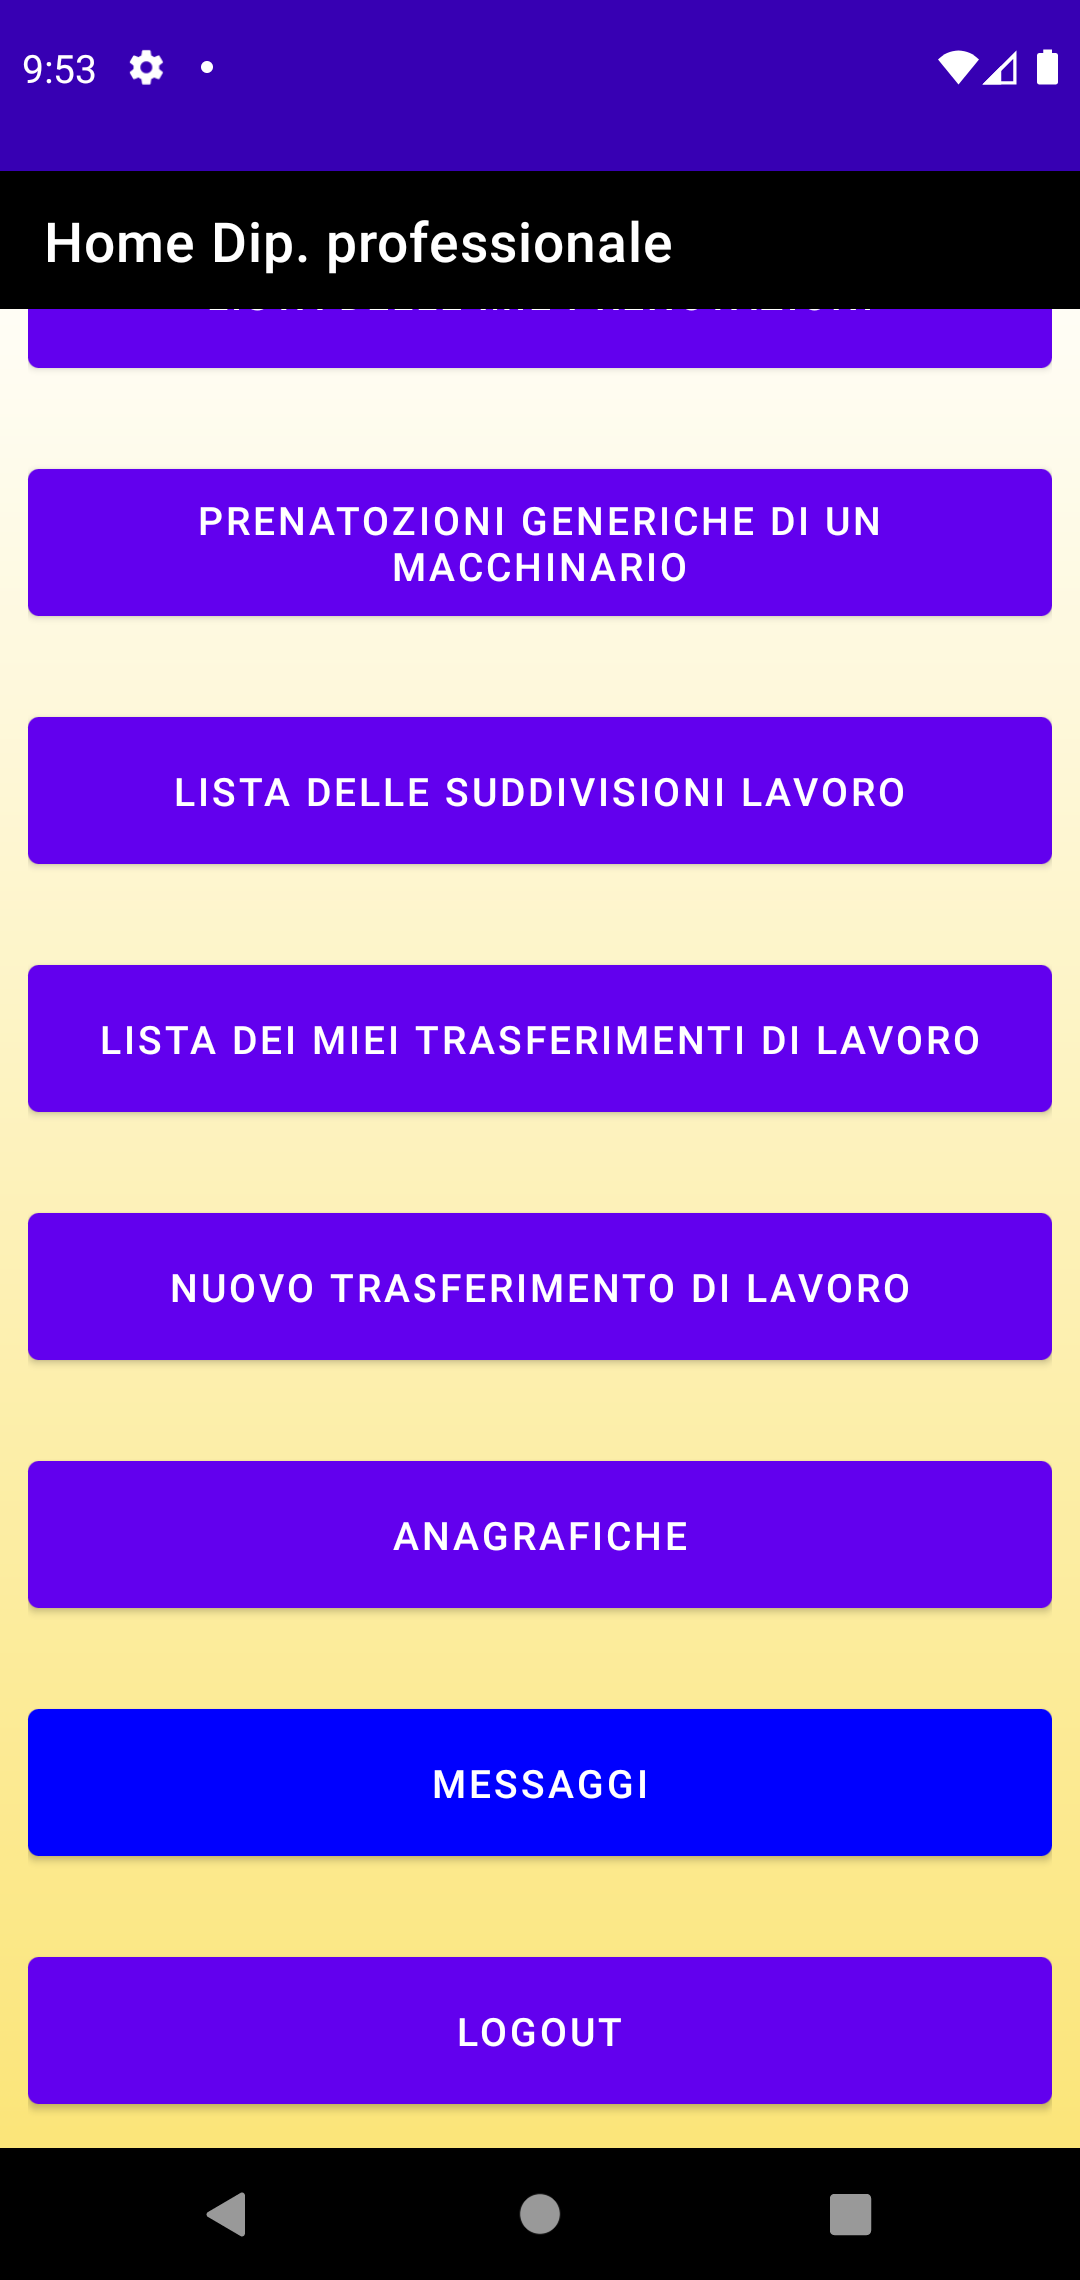 9:53
Home Dip. professionale
PRENATOZIONI GENERICHE DI UN
MACCHINARIO
LISTA DELLE SUDDIVISIONI LAVORO
LISTA DEI MIEI TRASFERIMENTI DI LAVORO
NUOVO TRASFERIMENTO DI LAVORO
ANAGRAFICHE
MESSAGGI
LOGOUT